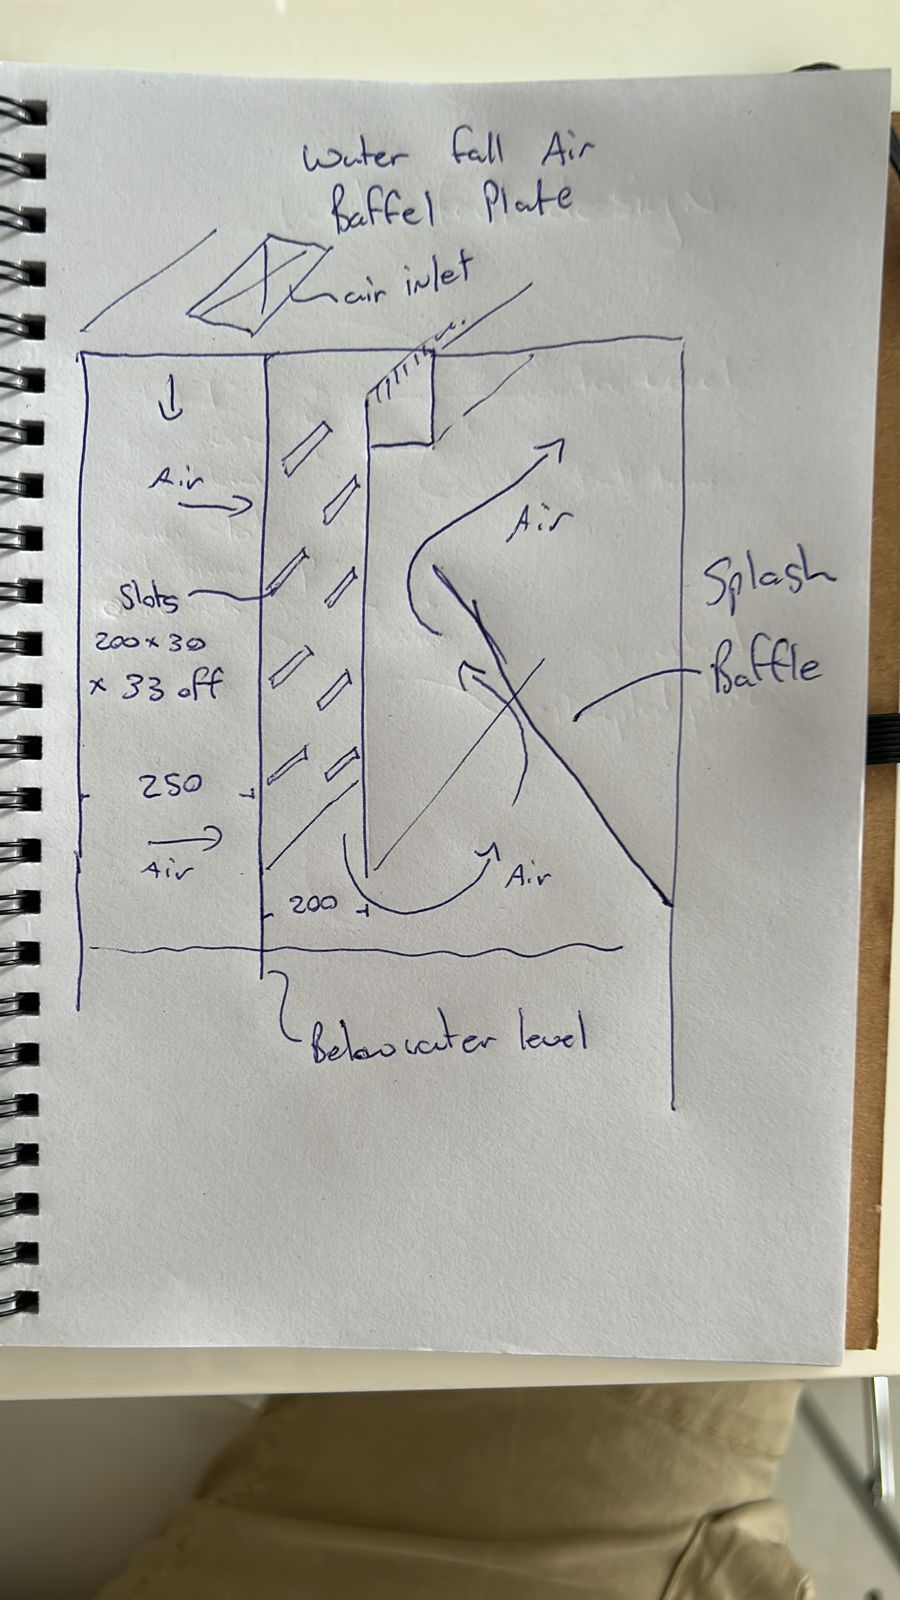 Water Fall Air
Baffel Plate
air inlet
Air
Air
Slots
200 x 30
x 33 off
Splash
Baffle
250
Air
Air
200
Below water level